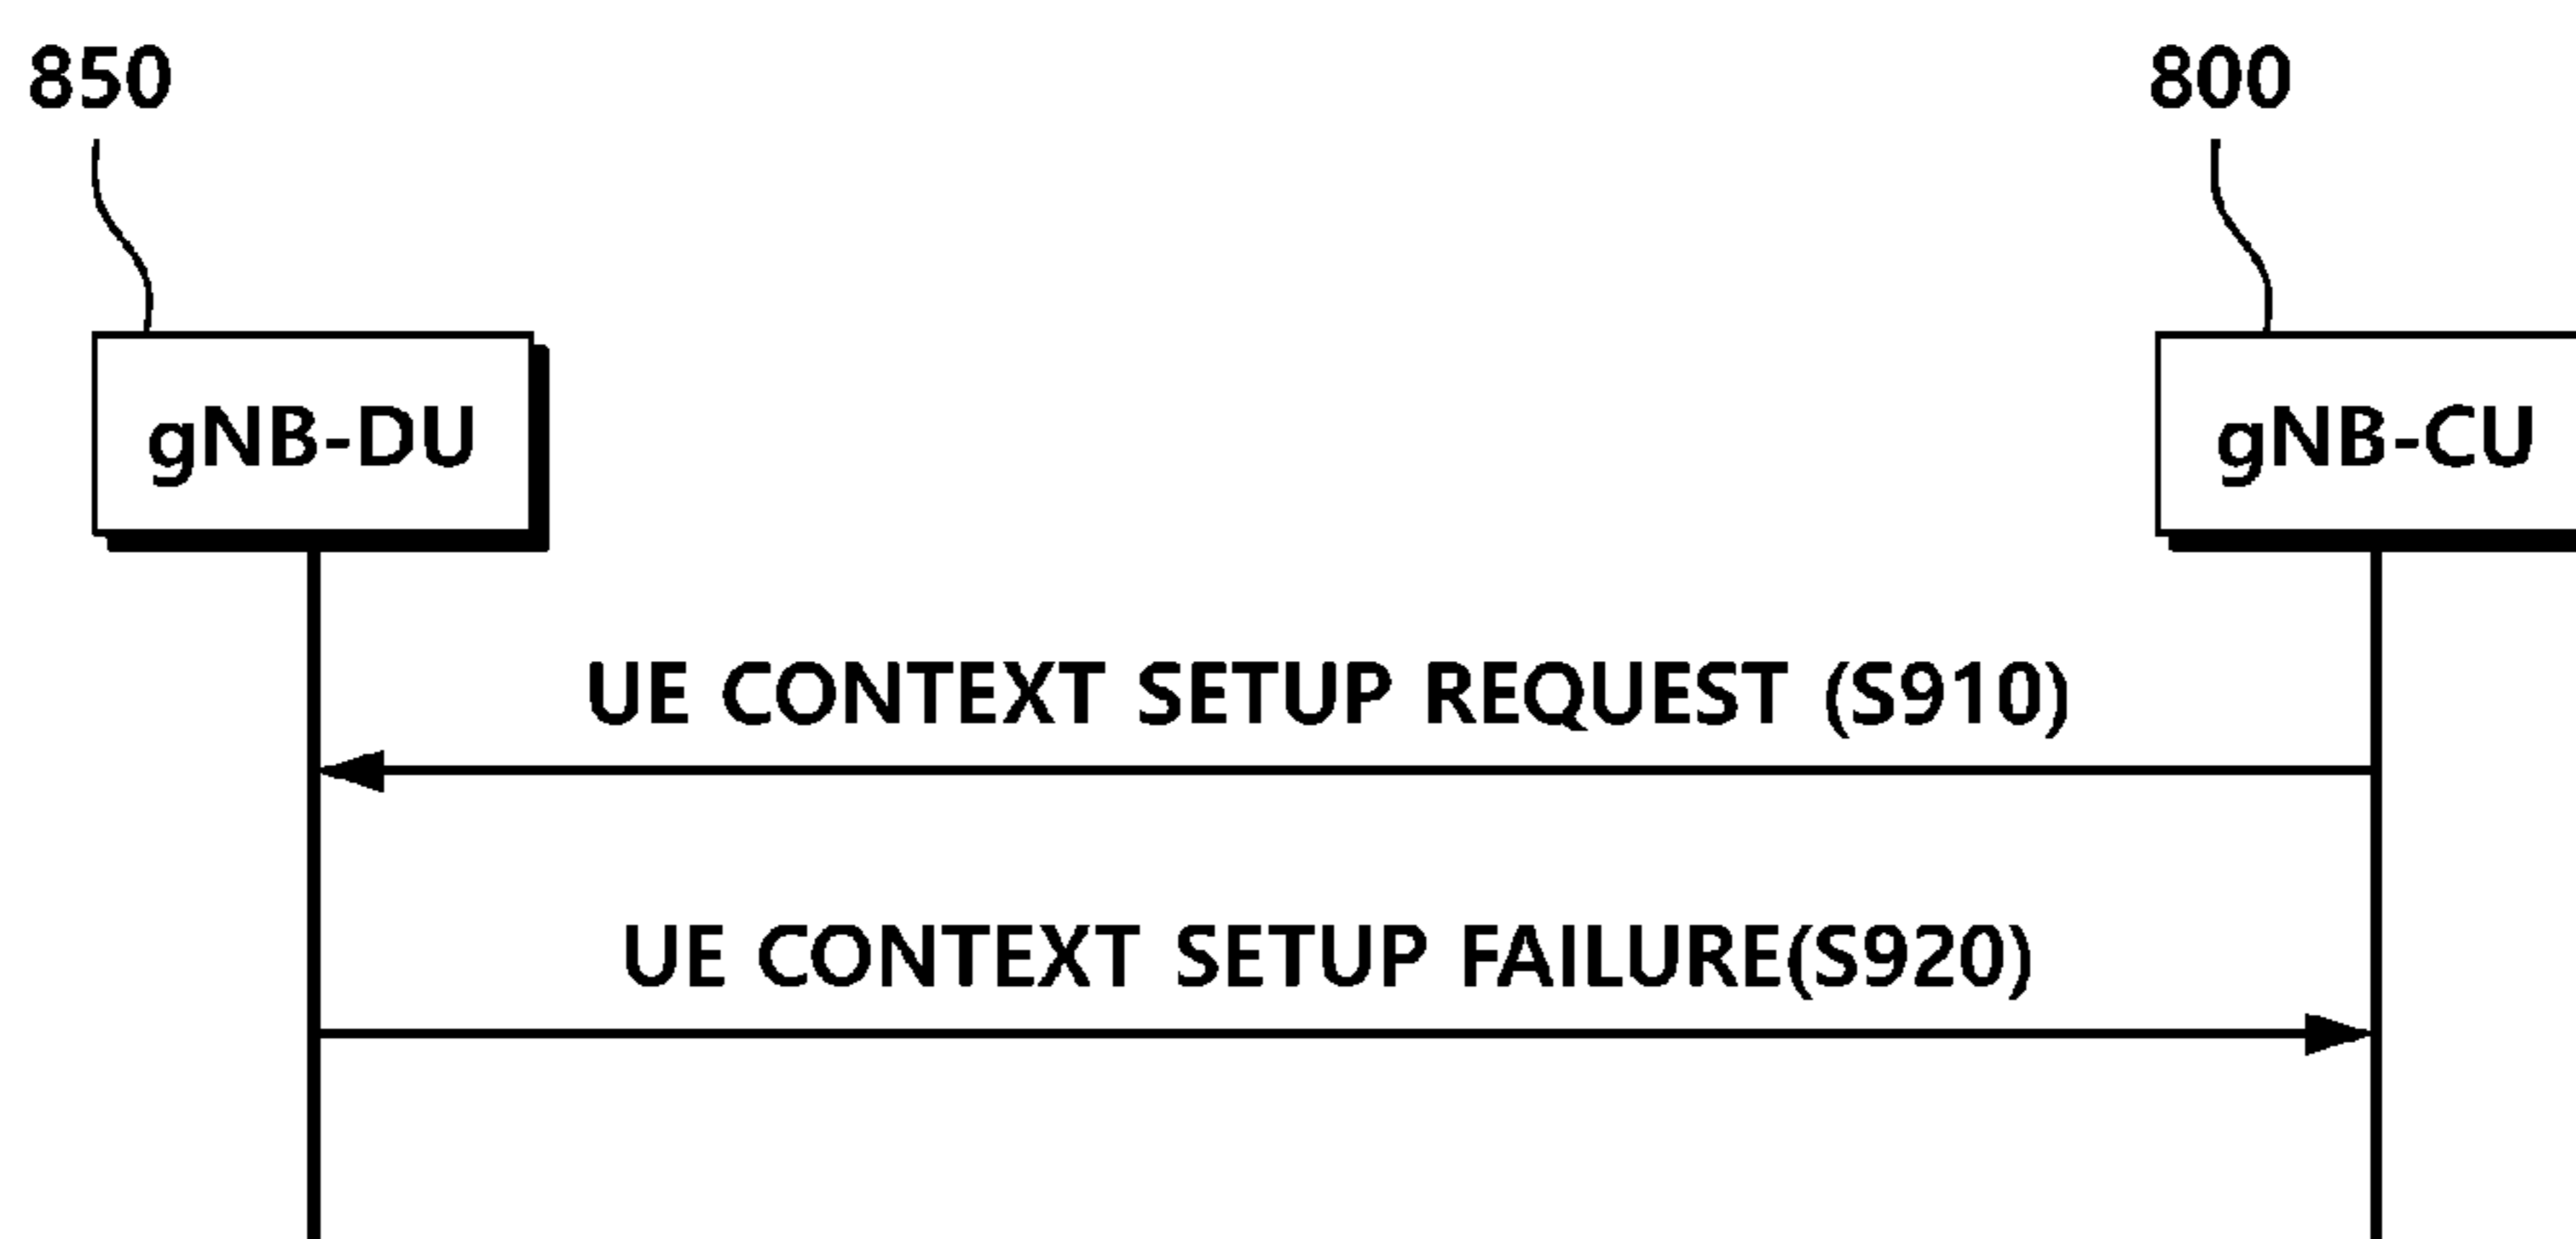 850
800
gNB-DU
gNB-CU
UE CONTEXT SETUP REQUEST (S910)
UE CONTEXT SETUP FAILURE(S920)